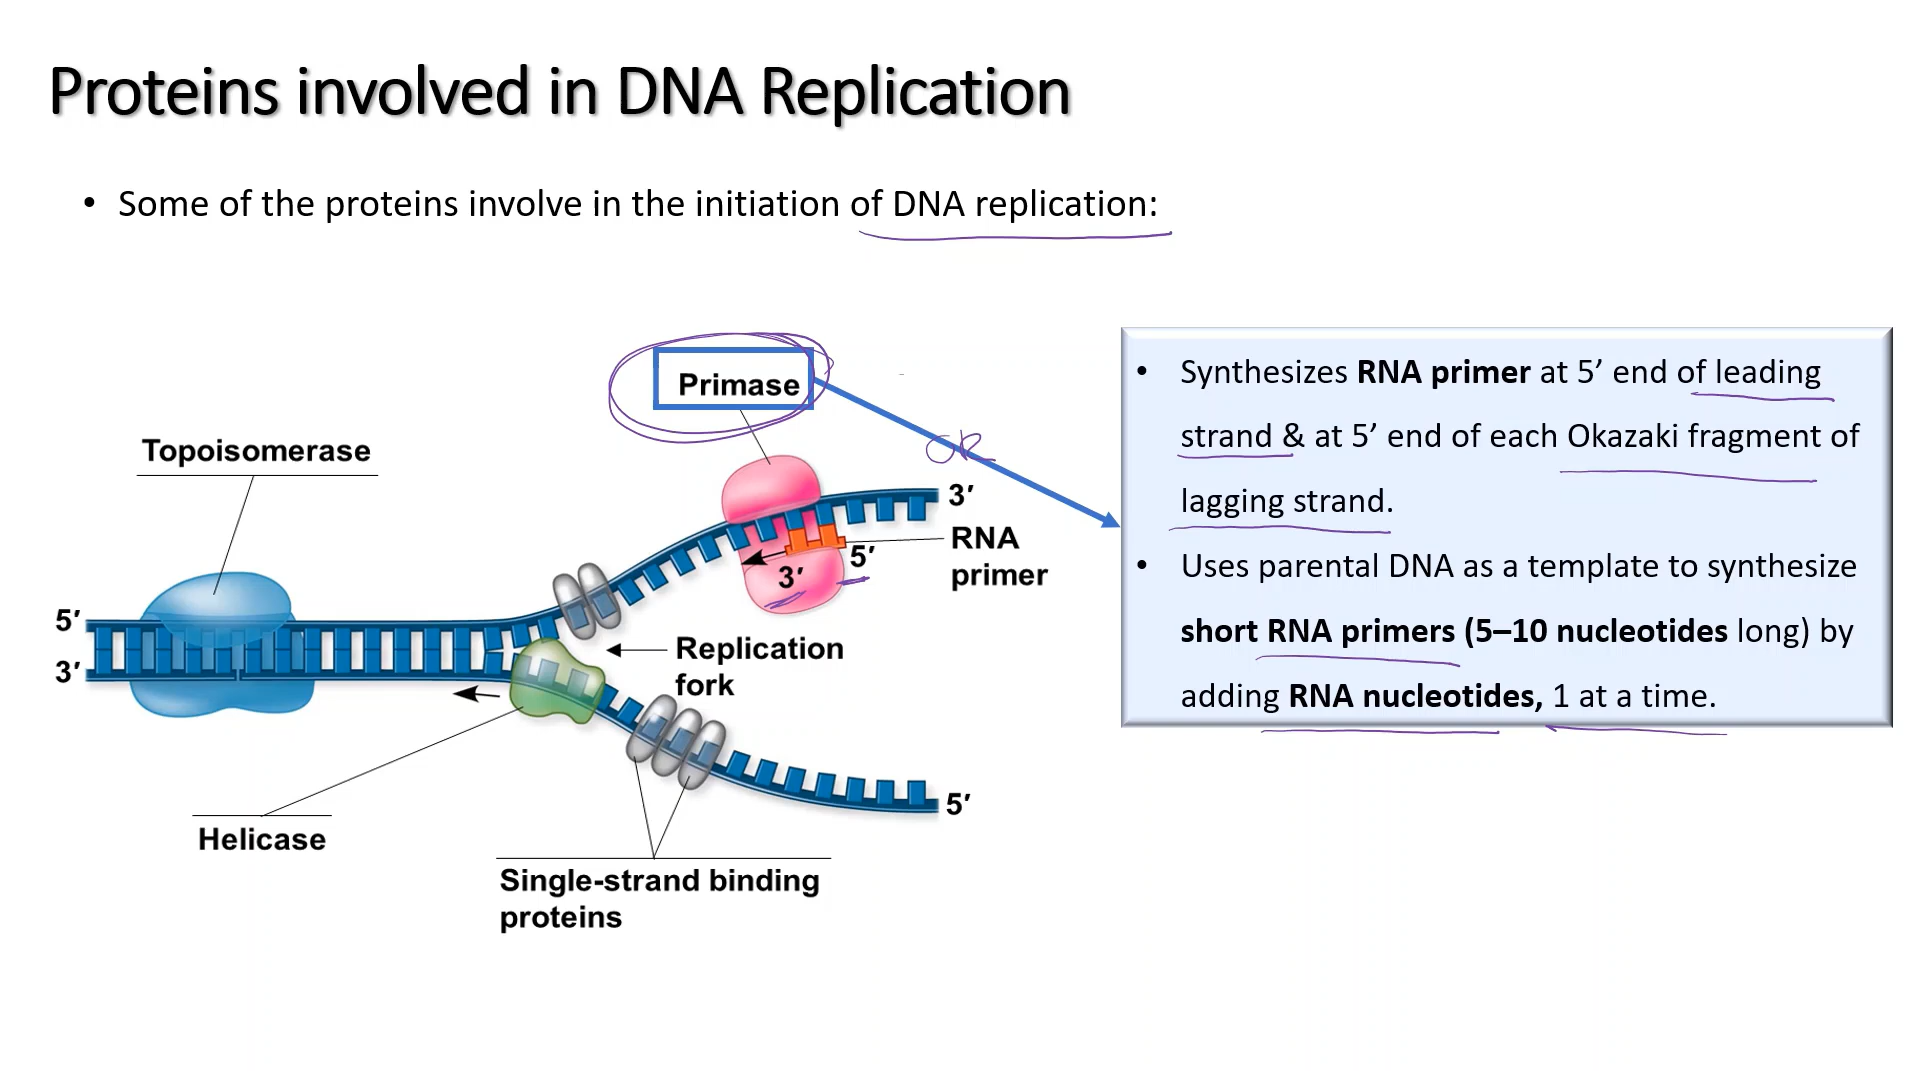 Proteins involved in DNA Replication
• Some of the proteins involve in the initiation of DNA replication:
Primase
Topoisomerase
3′
RNA
primer
5′
3′
5′
3′
Replication
fork
5′
Helicase
Single-strand binding
proteins
• Synthesizes RNA primer at 5’ end of leading
strand & at 5’ end of each Okazaki fragment of
lagging strand.
• Uses parental DNA as a template to synthesize
short RNA primers (5–10 nucleotides long) by
adding RNA nucleotides, 1 at a time.